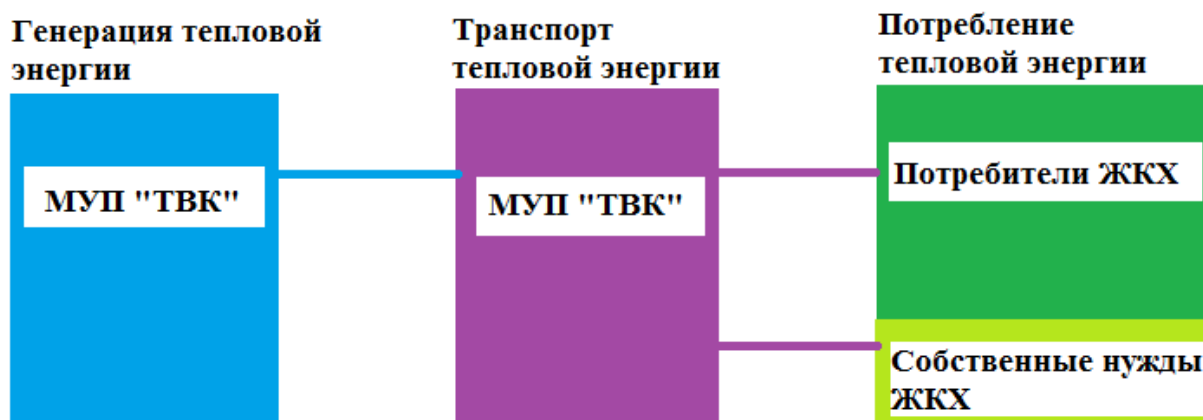 Генерация тепловой
энергии
Транспорт
тепловой энергии
Потребление
тепловой энергии
МУП "ТВК"
МУП "ТВК"
Потребители ЖКХ
Собственные нужды
ЖКХ